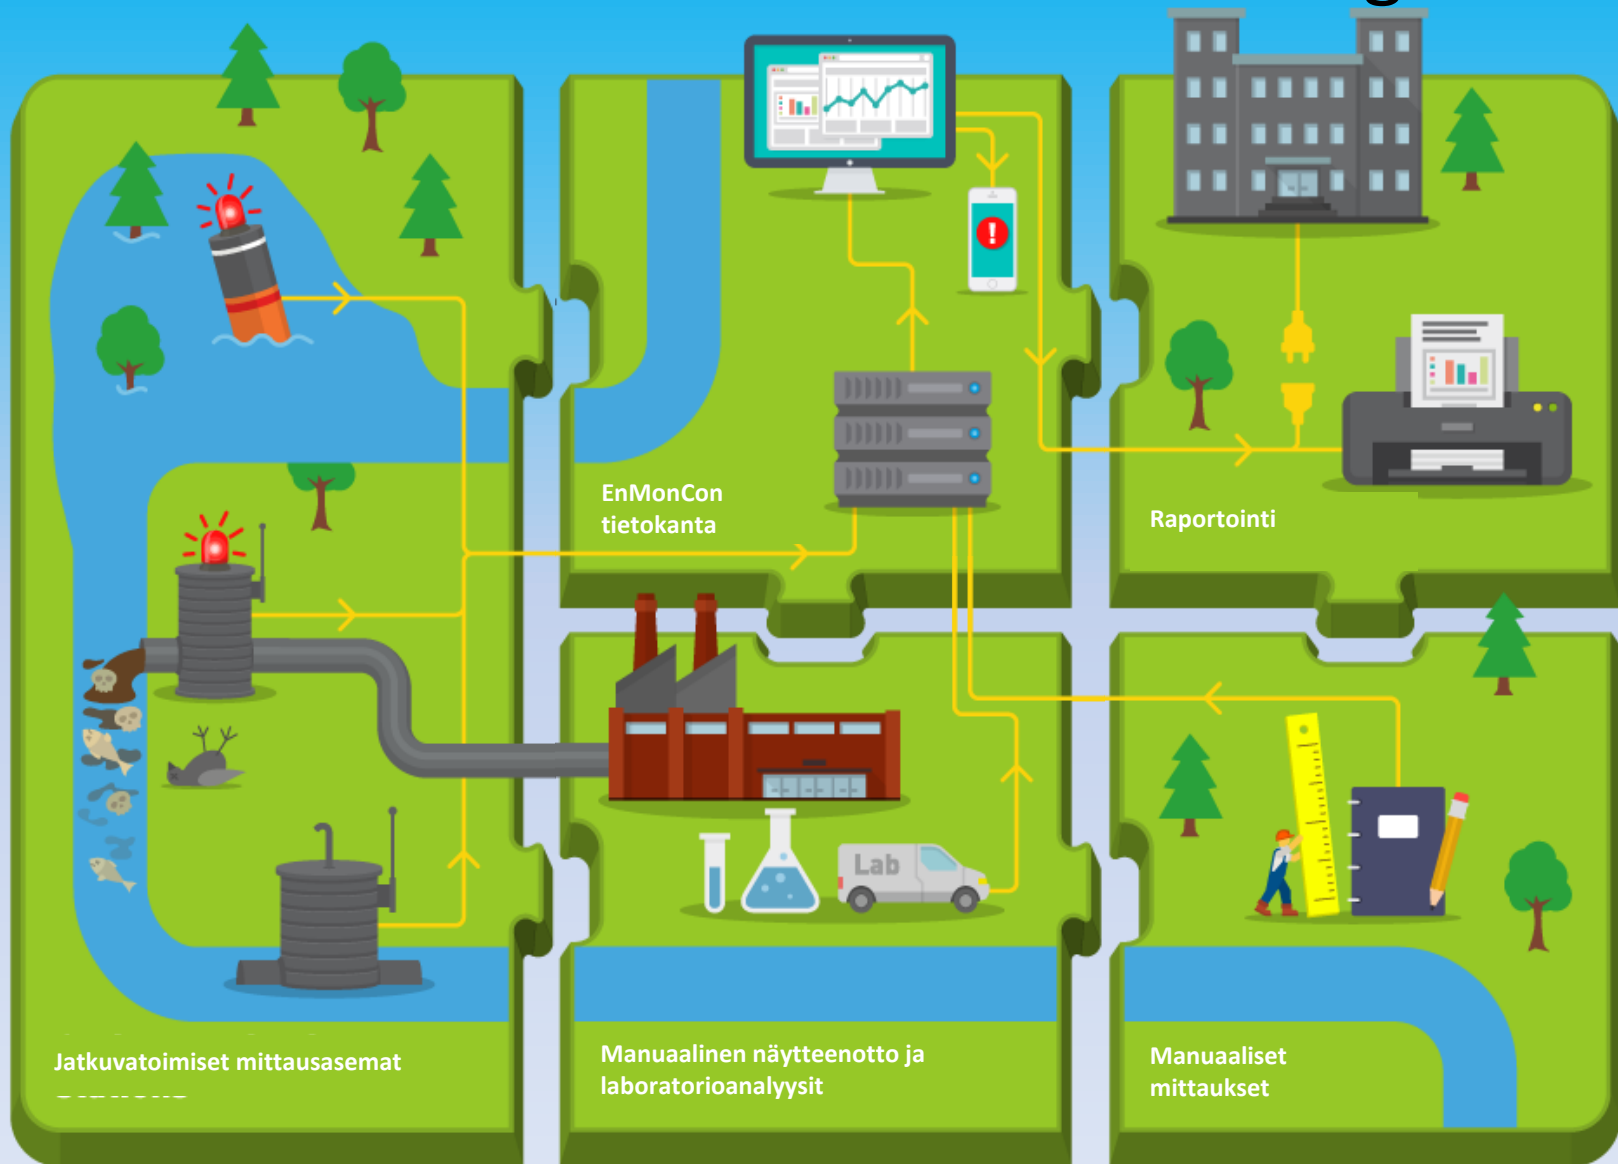 EnMonCon
tietokanta
Raportointi
Lab
Jatkuvatoimiset mittausasemat
Manuaalinen näytteenotto ja
laboratorioanalyysit
Manuaaliset
mittaukset